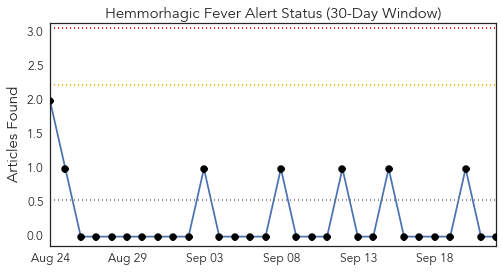 Hemmorhagic Fever Alert Status (30-Day Window)
Articles Found
3.0
2.5
2.0
1.5
1.0
0.5
0.0
Aug 24 Aug 29 Sep 03 Sep 08 Sep 13 Sep 18